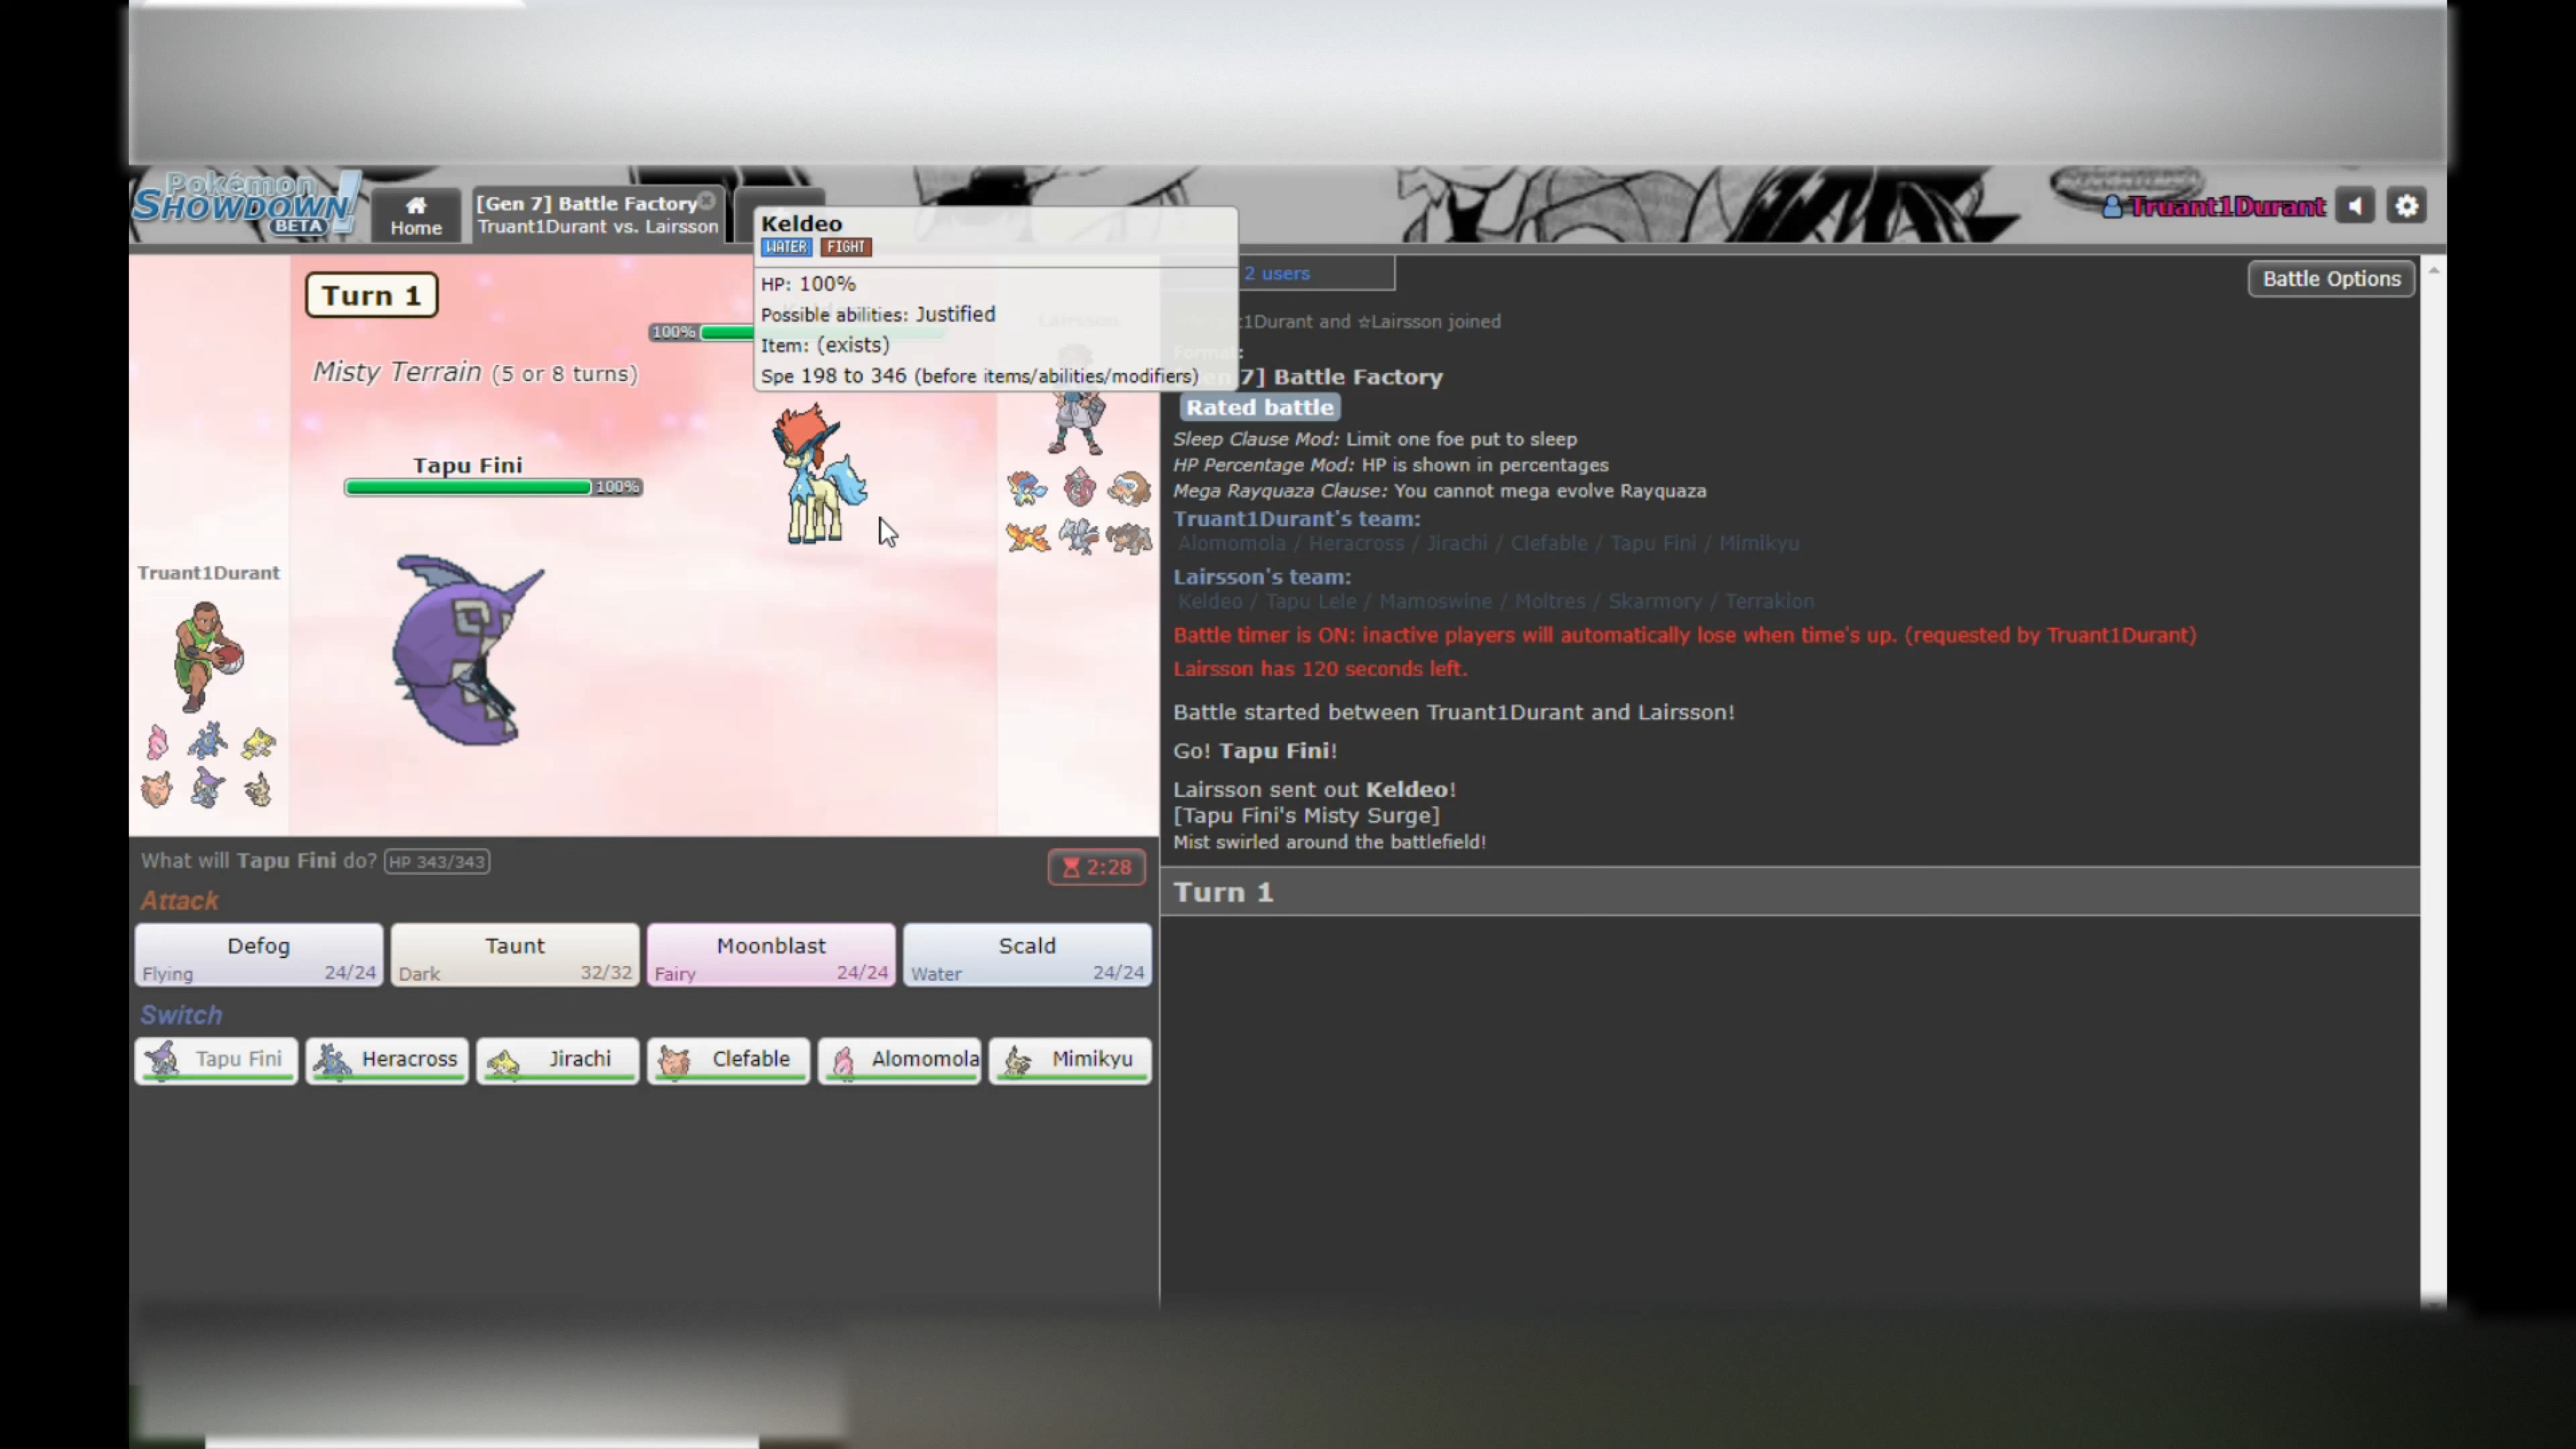 Pokémon
SHOWDOWN!
BETA
Home
[Gen 7] Battle Factory
Truant1Durant vs. Lairsson
Truant1Durant
Keldeo
WATER FIGHT
HP: 100%
Possible abilities: Justified
Item: (exists)
Spe 198 to 346 (before items/abilities/modifiers)
Turn 1
Misty Terrain (5 or 8 turns)
100%
Lairsson
Tapu Fini
100%
Truant1Durant
What will Tapu Fini do? HP 343/343
2:28
Attack
Defog
Flying 24/24
Taunt
Dark 32/32
Moonblast
Fairy 24/24
Scald
Water 24/24
Switch
Tapu Fini
Heracross
Jirachi
Clefable
Alomomola
Mimikyu
2 users
Battle Options
t1Durant and ☆Lairsson joined
Format:
en 7] Battle Factory
Rated battle
Sleep Clause Mod: Limit one foe put to sleep
HP Percentage Mod: HP is shown in percentages
Mega Rayquaza Clause: You cannot mega evolve Rayquaza
Truant1Durant's team:
Alomomola / Heracross / Jirachi / Clefable / Tapu Fini / Mimikyu
Lairsson's team:
Keldeo / Tapu Lele / Mamoswine / Moltres / Skarmory / Terrakion
Battle timer is ON: inactive players will automatically lose when time's up. (requested by Truant1Durant)
Lairsson has 120 seconds left.
Battle started between Truant1Durant and Lairsson!
Go! Tapu Fini!
Lairsson sent out Keldeo!
[Tapu Fini's Misty Surge]
Mist swirled around the battlefield!
Turn 1